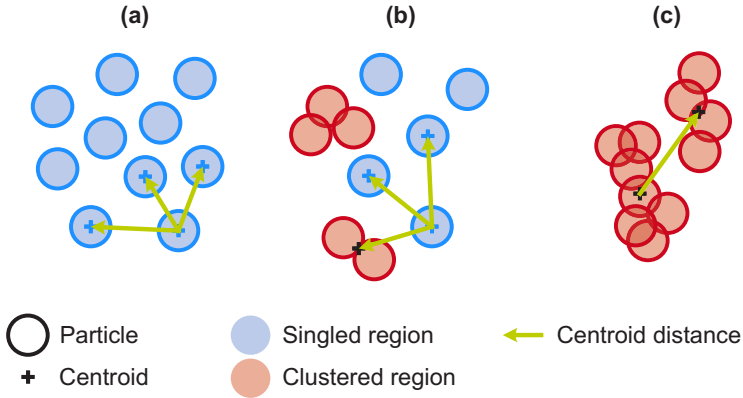 (a)
(b)
(c)
Particle
Singled region
Centroid distance
Centroid
Clustered region